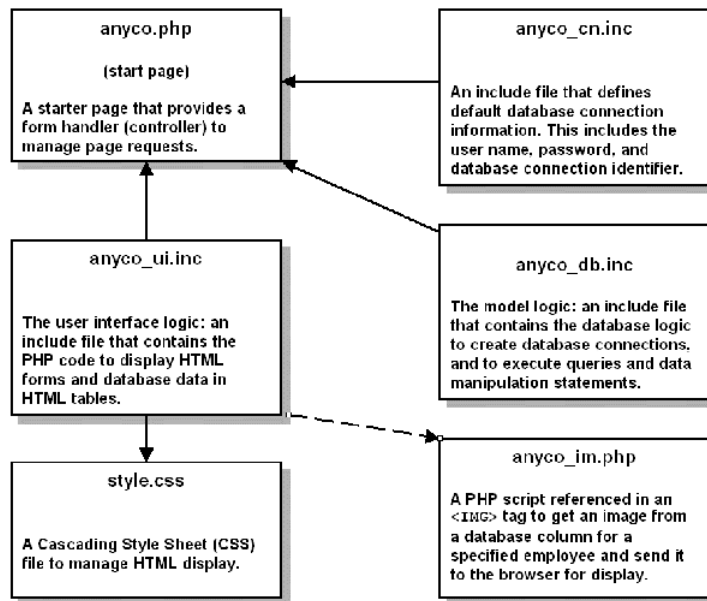 anyco.php
(start page)
A starter page that provides a
form handler (controller) to
manage page requests.
anyco_cn.inc
An include file that defines
default database connection
information. This includes the
user name, password, and
database connection identifier.
anyco_ui.inc
The user interface logic: an
include file that contains the
PHP code to display HTML
forms and database data in
HTML tables.
anyco_db.inc
The model logic: an include file
that contains the database logic
to create database connections,
and to execute queries and data
manipulation statements.
style.css
A Cascading Style Sheet (CSS)
file to manage HTML display.
anyco_im.php
A PHP script referenced in an
<IMG> tag to get an image from
a database column for a
specified employee and send it
to the browser for display.